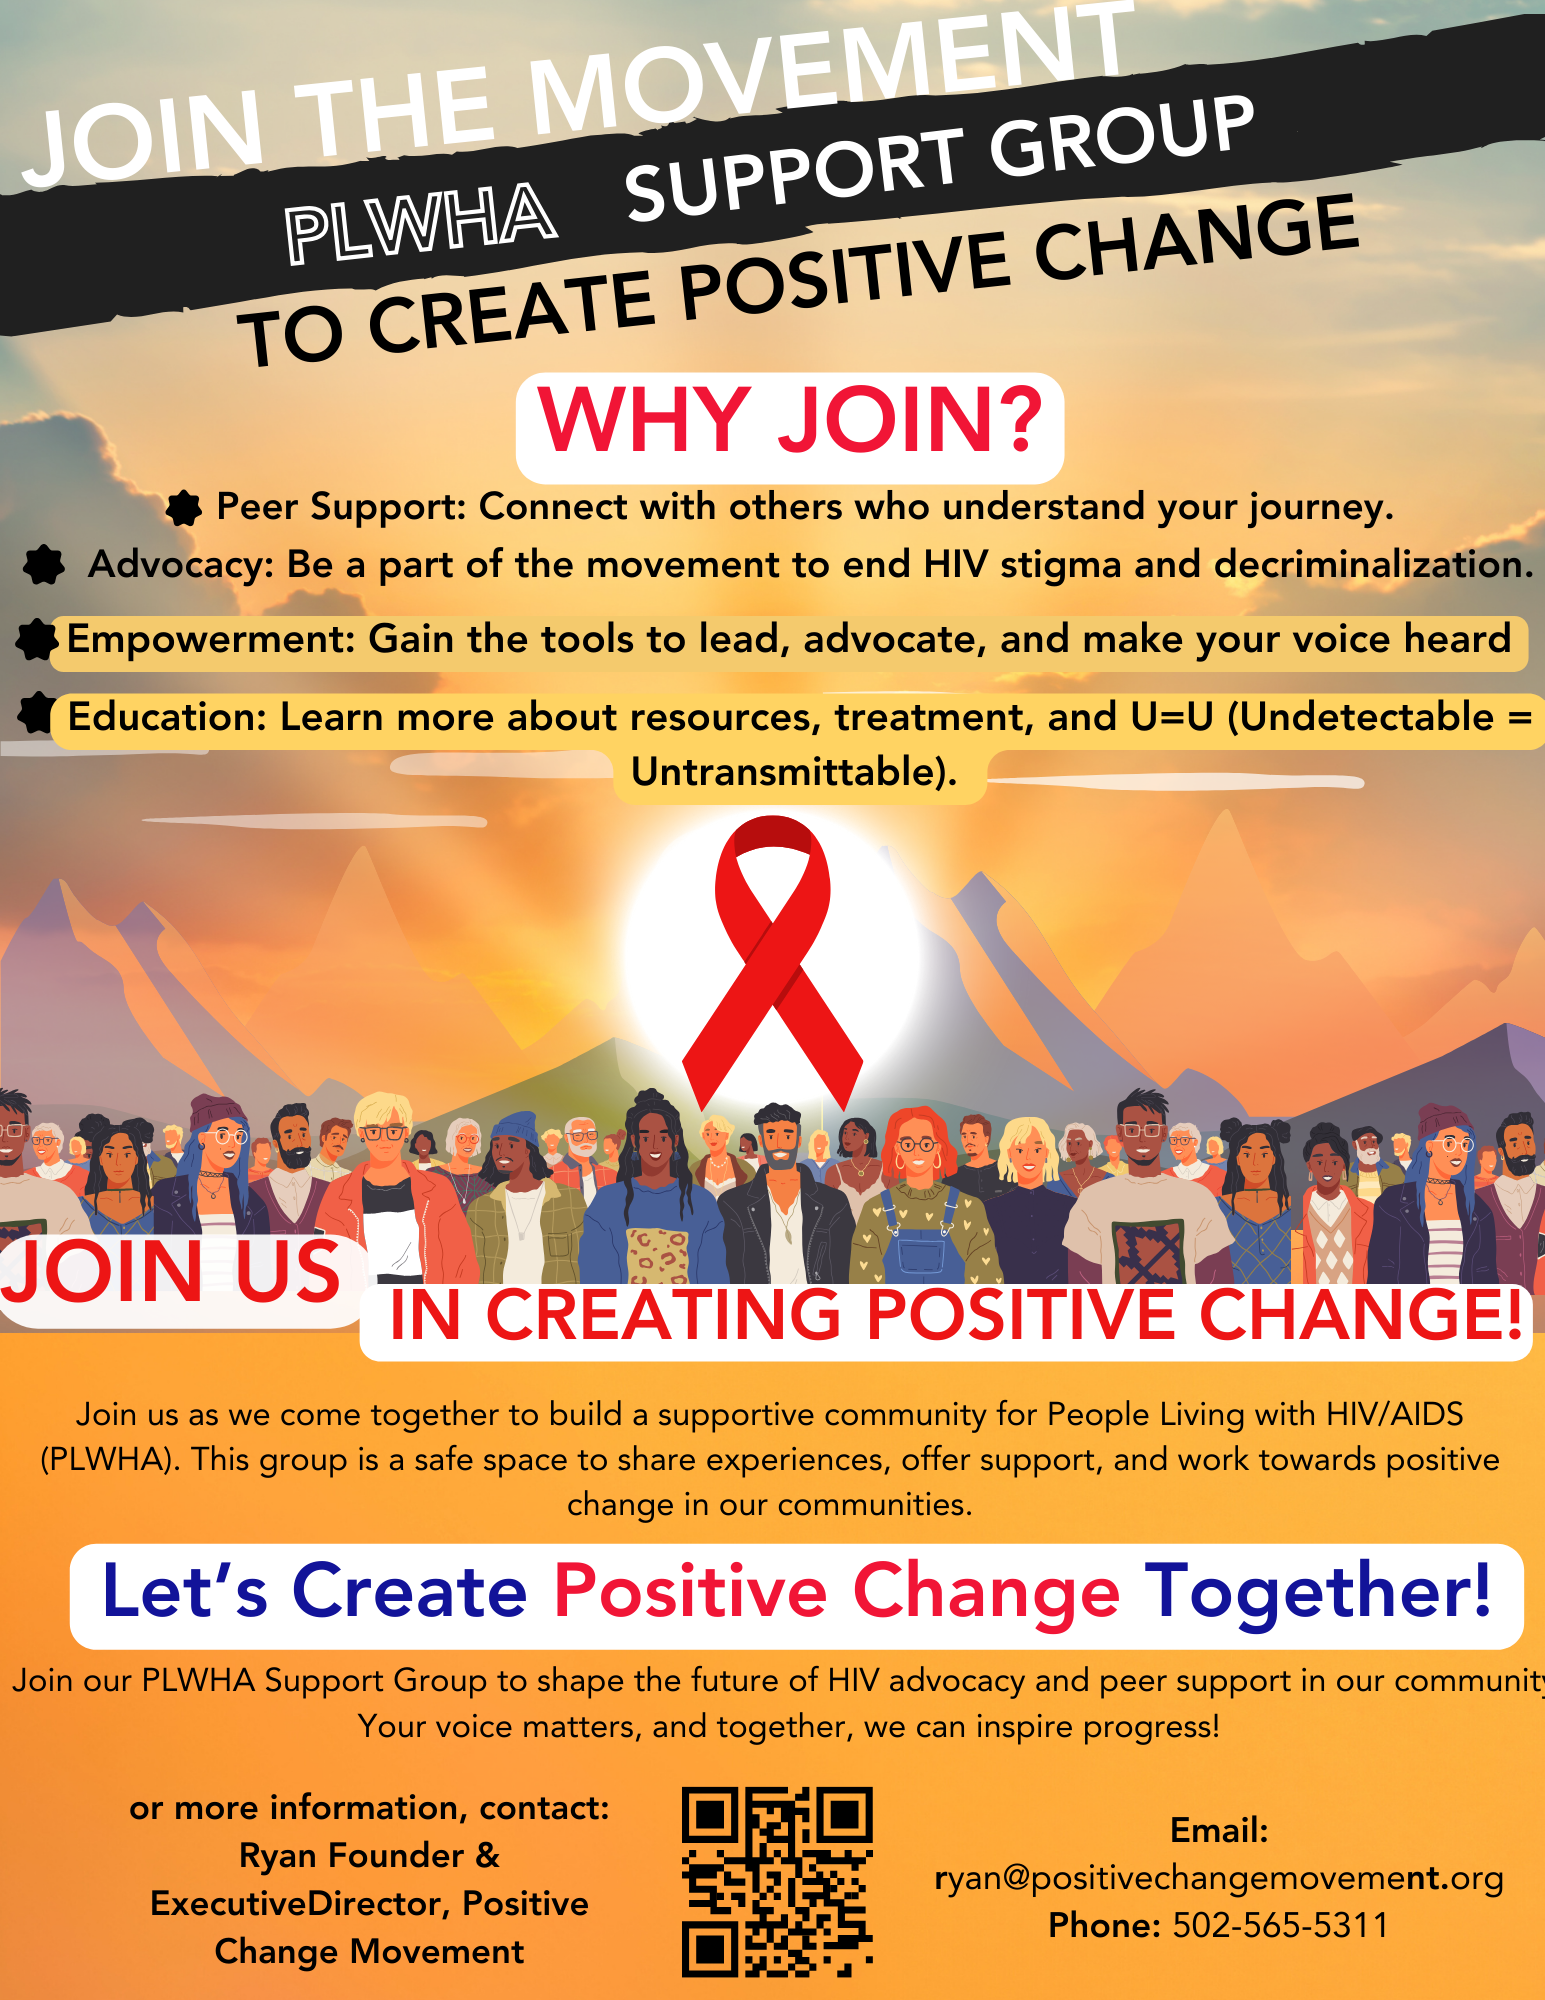 JOIN THE MOVEMENT
PLWHA SUPPORT GROUP
TO CREATE POSITIVE CHANGE
WHY JOIN?
Peer Support: Connect with others who understand your journey.
Advocacy: Be a part of the movement to end HIV stigma and decriminalization.
Empowerment: Gain the tools to lead, advocate, and make your voice heard
Education: Learn more about resources, treatment, and U=U (Undetectable =
Untransmittable).
JOIN US
IN CREATING POSITIVE CHANGE!
Join us as we come together to build a supportive community for People Living with HIV/AIDS
(PLWHA). This group is a safe space to share experiences, offer support, and work towards positive
change in our communities.
Let’s Create Positive Change Together!
Join our PLWHA Support Group to shape the future of HIV advocacy and peer support in our community
Your voice matters, and together, we can inspire progress!
or more information, contact:
Ryan Founder &
ExecutiveDirector, Positive
Change Movement
Email:
ryan@positivechangemovement.org
Phone: 502-565-5311